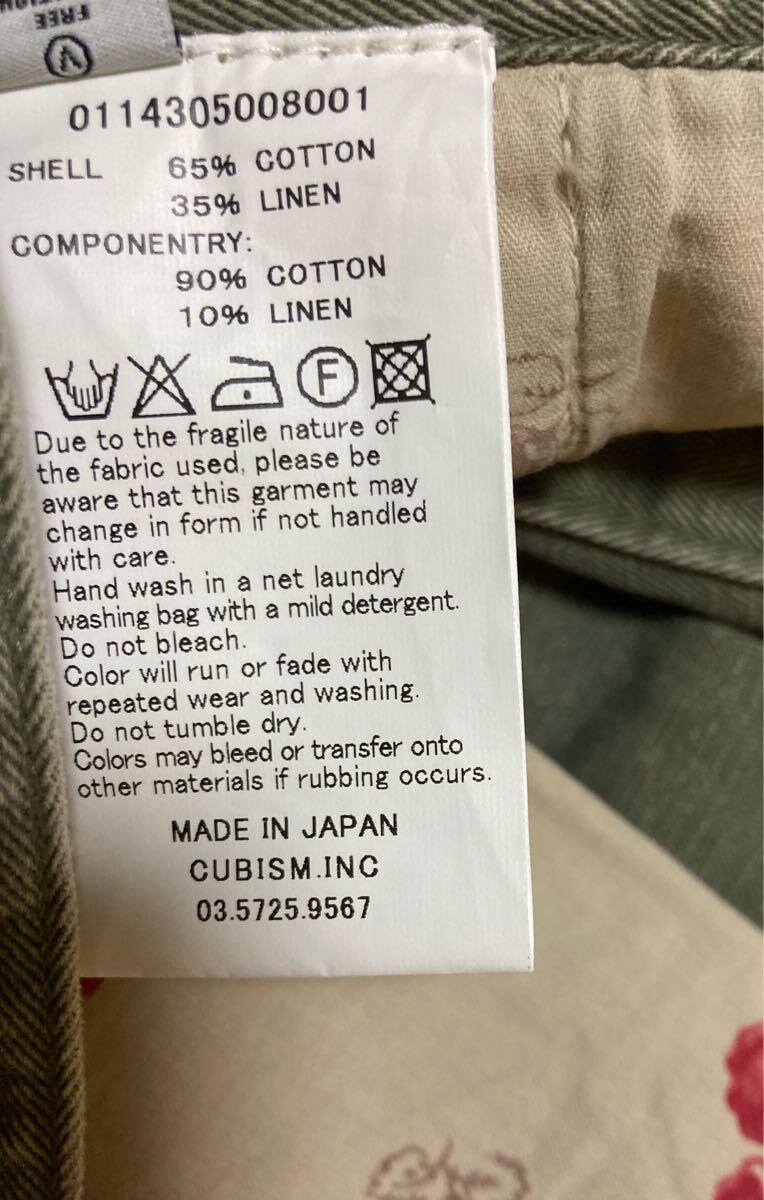 FREE
0114305008001
SHELL 65% COTTON
35% LINEN
COMPONENTRY:
90% COTTON
10% LINEN
F
Due to the fragile nature of
the fabric used, please be
aware that this garment may
change in form if not handled
with care.
Hand wash in a net laundry
washing bag with a mild detergent.
Do not bleach.
Color will run or fade with
repeated wear and washing.
Do not tumble dry.
Colors may bleed or transfer onto
other materials if rubbing occurs.
MADE IN JAPAN
CUBISM.INC
03.5725.9567